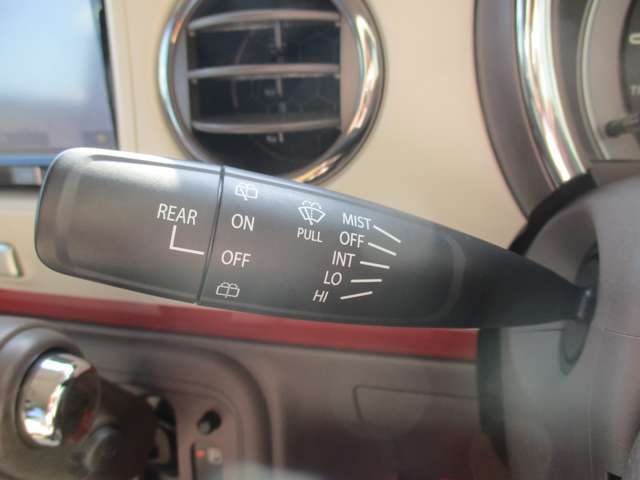 REAR
ON
OFF
PULL
MIST
OFF
INT
LO
HI